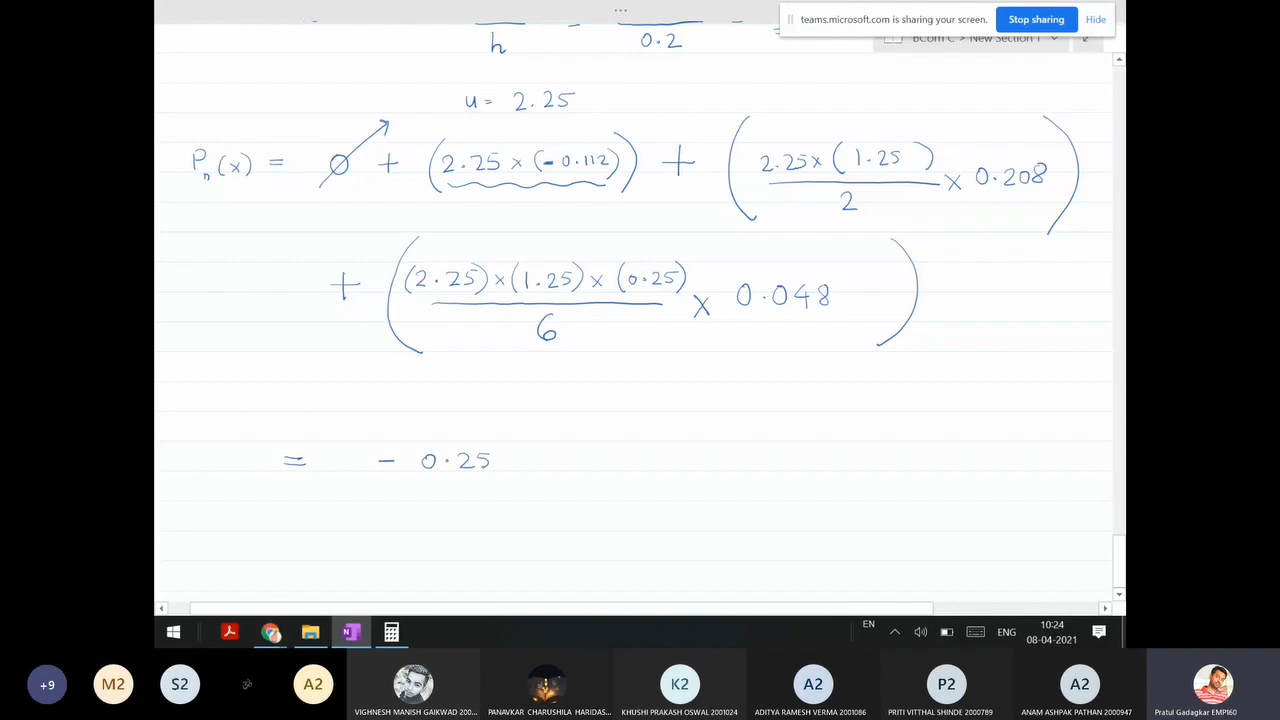 teams.microsoft.com is sharing your screen. Stop sharing Hide
BCom C > New Section 1
h
0.2
u = 2.25
Pn(x) = 0 + (2.25 × (-0.112)) + (2.25 × (1.25) / 2 × 0.208)
+ ((2.25) × (1.25) × (0.25) / 6 × 0.048)
= - 0.25
EN
ENG
10:24
08-04-2021
+9 M2 S2 A2 K2 A2 P2 A2
VIGHNESH MANISH GAIKWAD 200... PANAVKAR CHARUSHILA HARIDAS... KHUSHI PRAKASH OSWAL 2001024 ADITYA RAMESH VERMA 2001086 PRITI VITTHAL SHINDE 2000789 ANAM ASHPAK PATHAN 2000947 Pratul Gadagkar EMP160